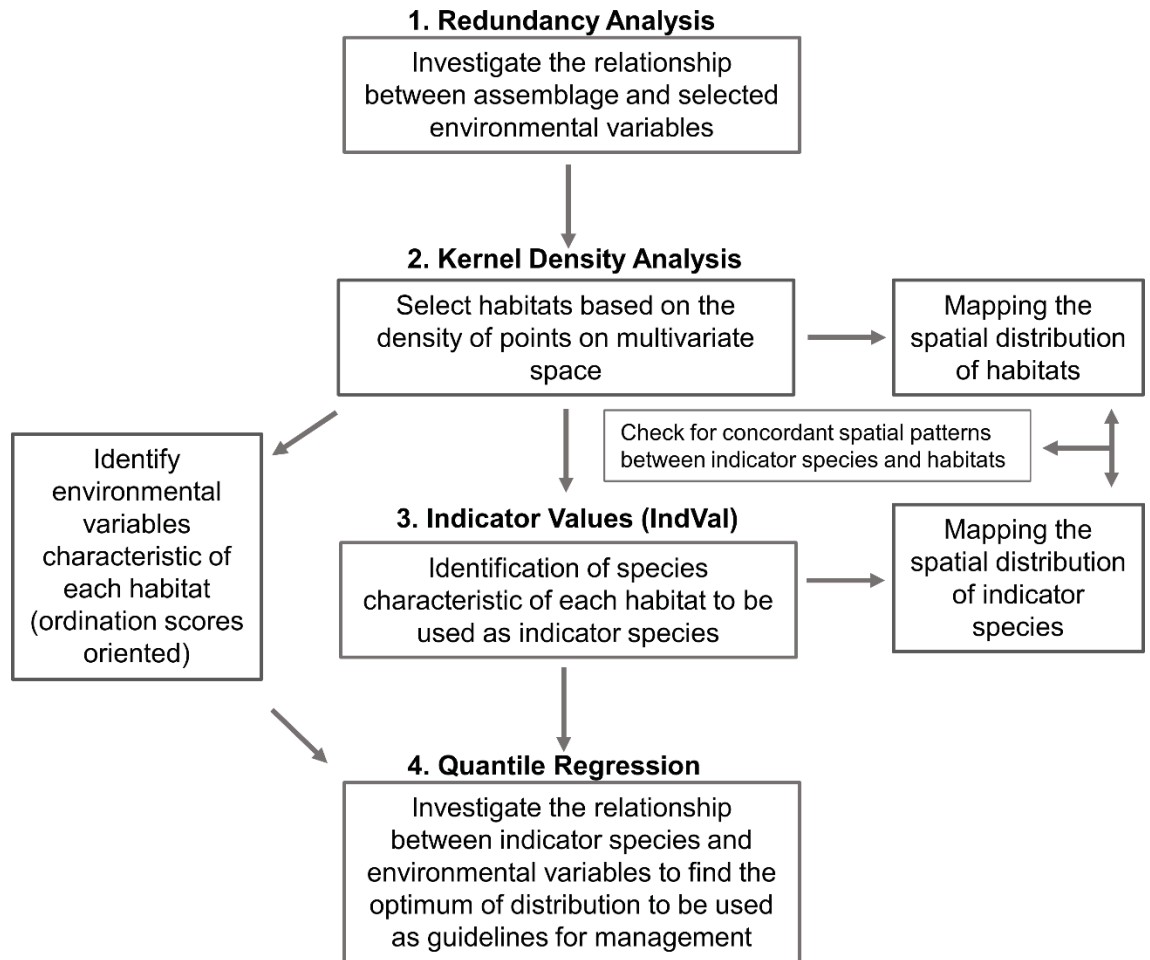 1. Redundancy Analysis
Investigate the relationship
between assemblage and selected
environmental variables
2. Kernel Density Analysis
Select habitats based on the
density of points on multivariate
space
Mapping the
spatial distribution
of habitats
Check for concordant spatial patterns
between indicator species and habitats
Identify
environmental
variables
characteristic of
each habitat
(ordination scores
oriented)
3. Indicator Values (IndVal)
Identification of species
characteristic of each habitat to be
used as indicator species
Mapping the
spatial distribution
of indicator
species
4. Quantile Regression
Investigate the relationship
between indicator species and
environmental variables to find the
optimum of distribution to be used
as guidelines for management